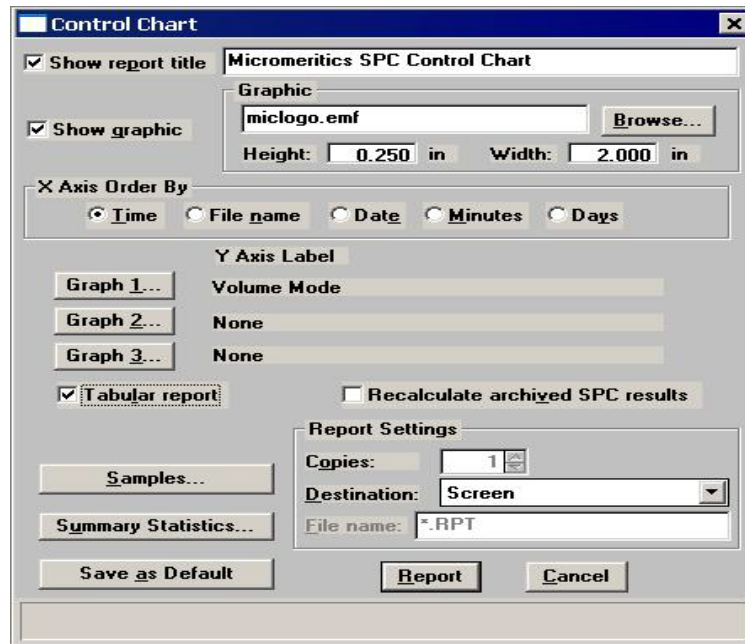 Control Chart
Show report title Micromeritics SPC Control Chart
Graphic
Show graphic miclogo.emf Browse...
Height: 0.250 in Width: 2.000 in
X Axis Order By
Time File name Date Minutes Days
Y Axis Label
Graph 1... Volume Mode
Graph 2... None
Graph 3... None
Tabular report Recalculate archived SPC results
Report Settings
Copies: 1
Samples...
Destination: Screen
Summary Statistics... File name: *.RPT
Save as Default Report Cancel